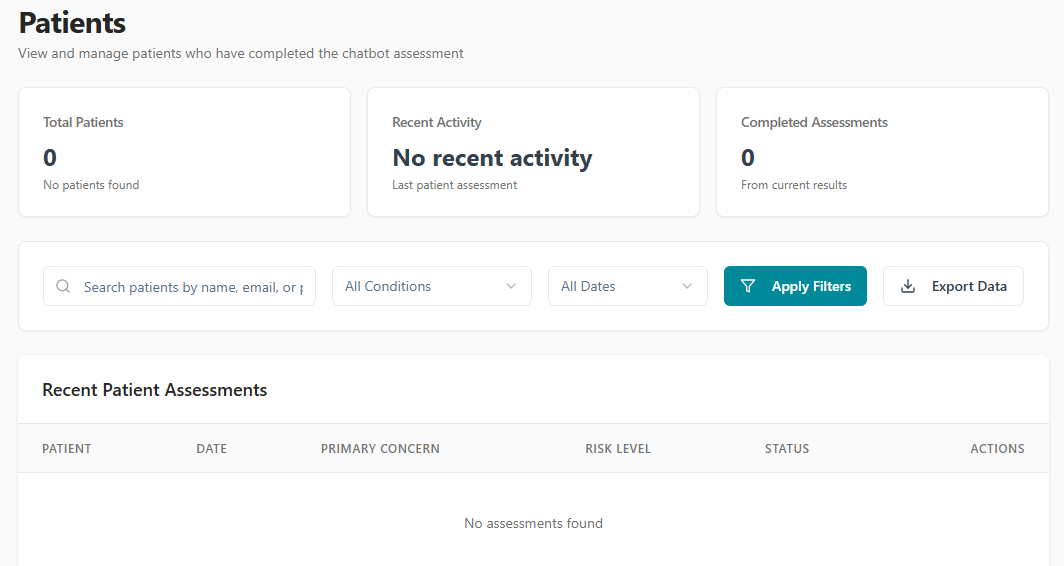 Patients
View and manage patients who have completed the chatbot assessment
Total Patients
0
No patients found
Recent Activity
No recent activity
Last patient assessment
Completed Assessments
0
From current results
Search patients by name, email, or p
All Conditions
All Dates
Apply Filters
Export Data
Recent Patient Assessments
PATIENT DATE PRIMARY CONCERN RISK LEVEL STATUS ACTIONS
No assessments found